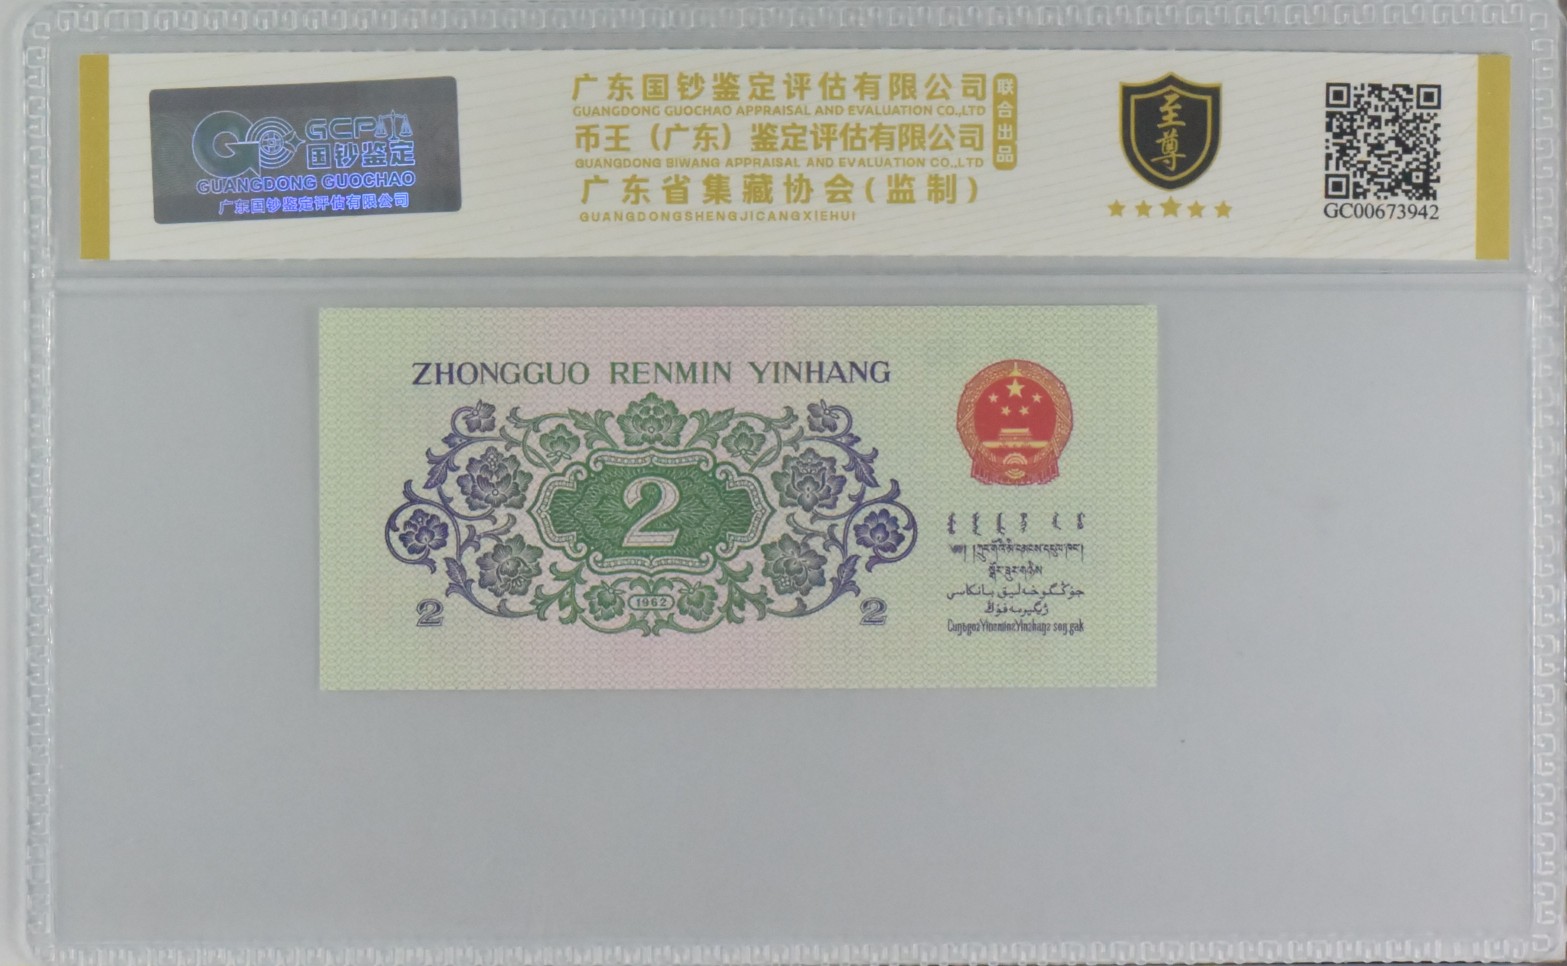 GCP
国钞鉴定
GUANGDONG GUOCHAO
广东国钞鉴定评估有限公司
广东国钞鉴定评估有限公司
GUANGDONG GUOCHAO APPRAISAL AND EVALUATION CO.,LTD
币王（广东）鉴定评估有限公司
GUANGDONG BIWANG APPRAISAL AND EVALUATION CO.,LTD
联合出品
广东省集藏协会(监制)
GUANGDONGSHENGJICANGXIEHUI
至尊
GC00673942
ZHONGGUO RENMIN YINHANG
2
1962
2 2
جۇڭگو خەلىق بانكاسى